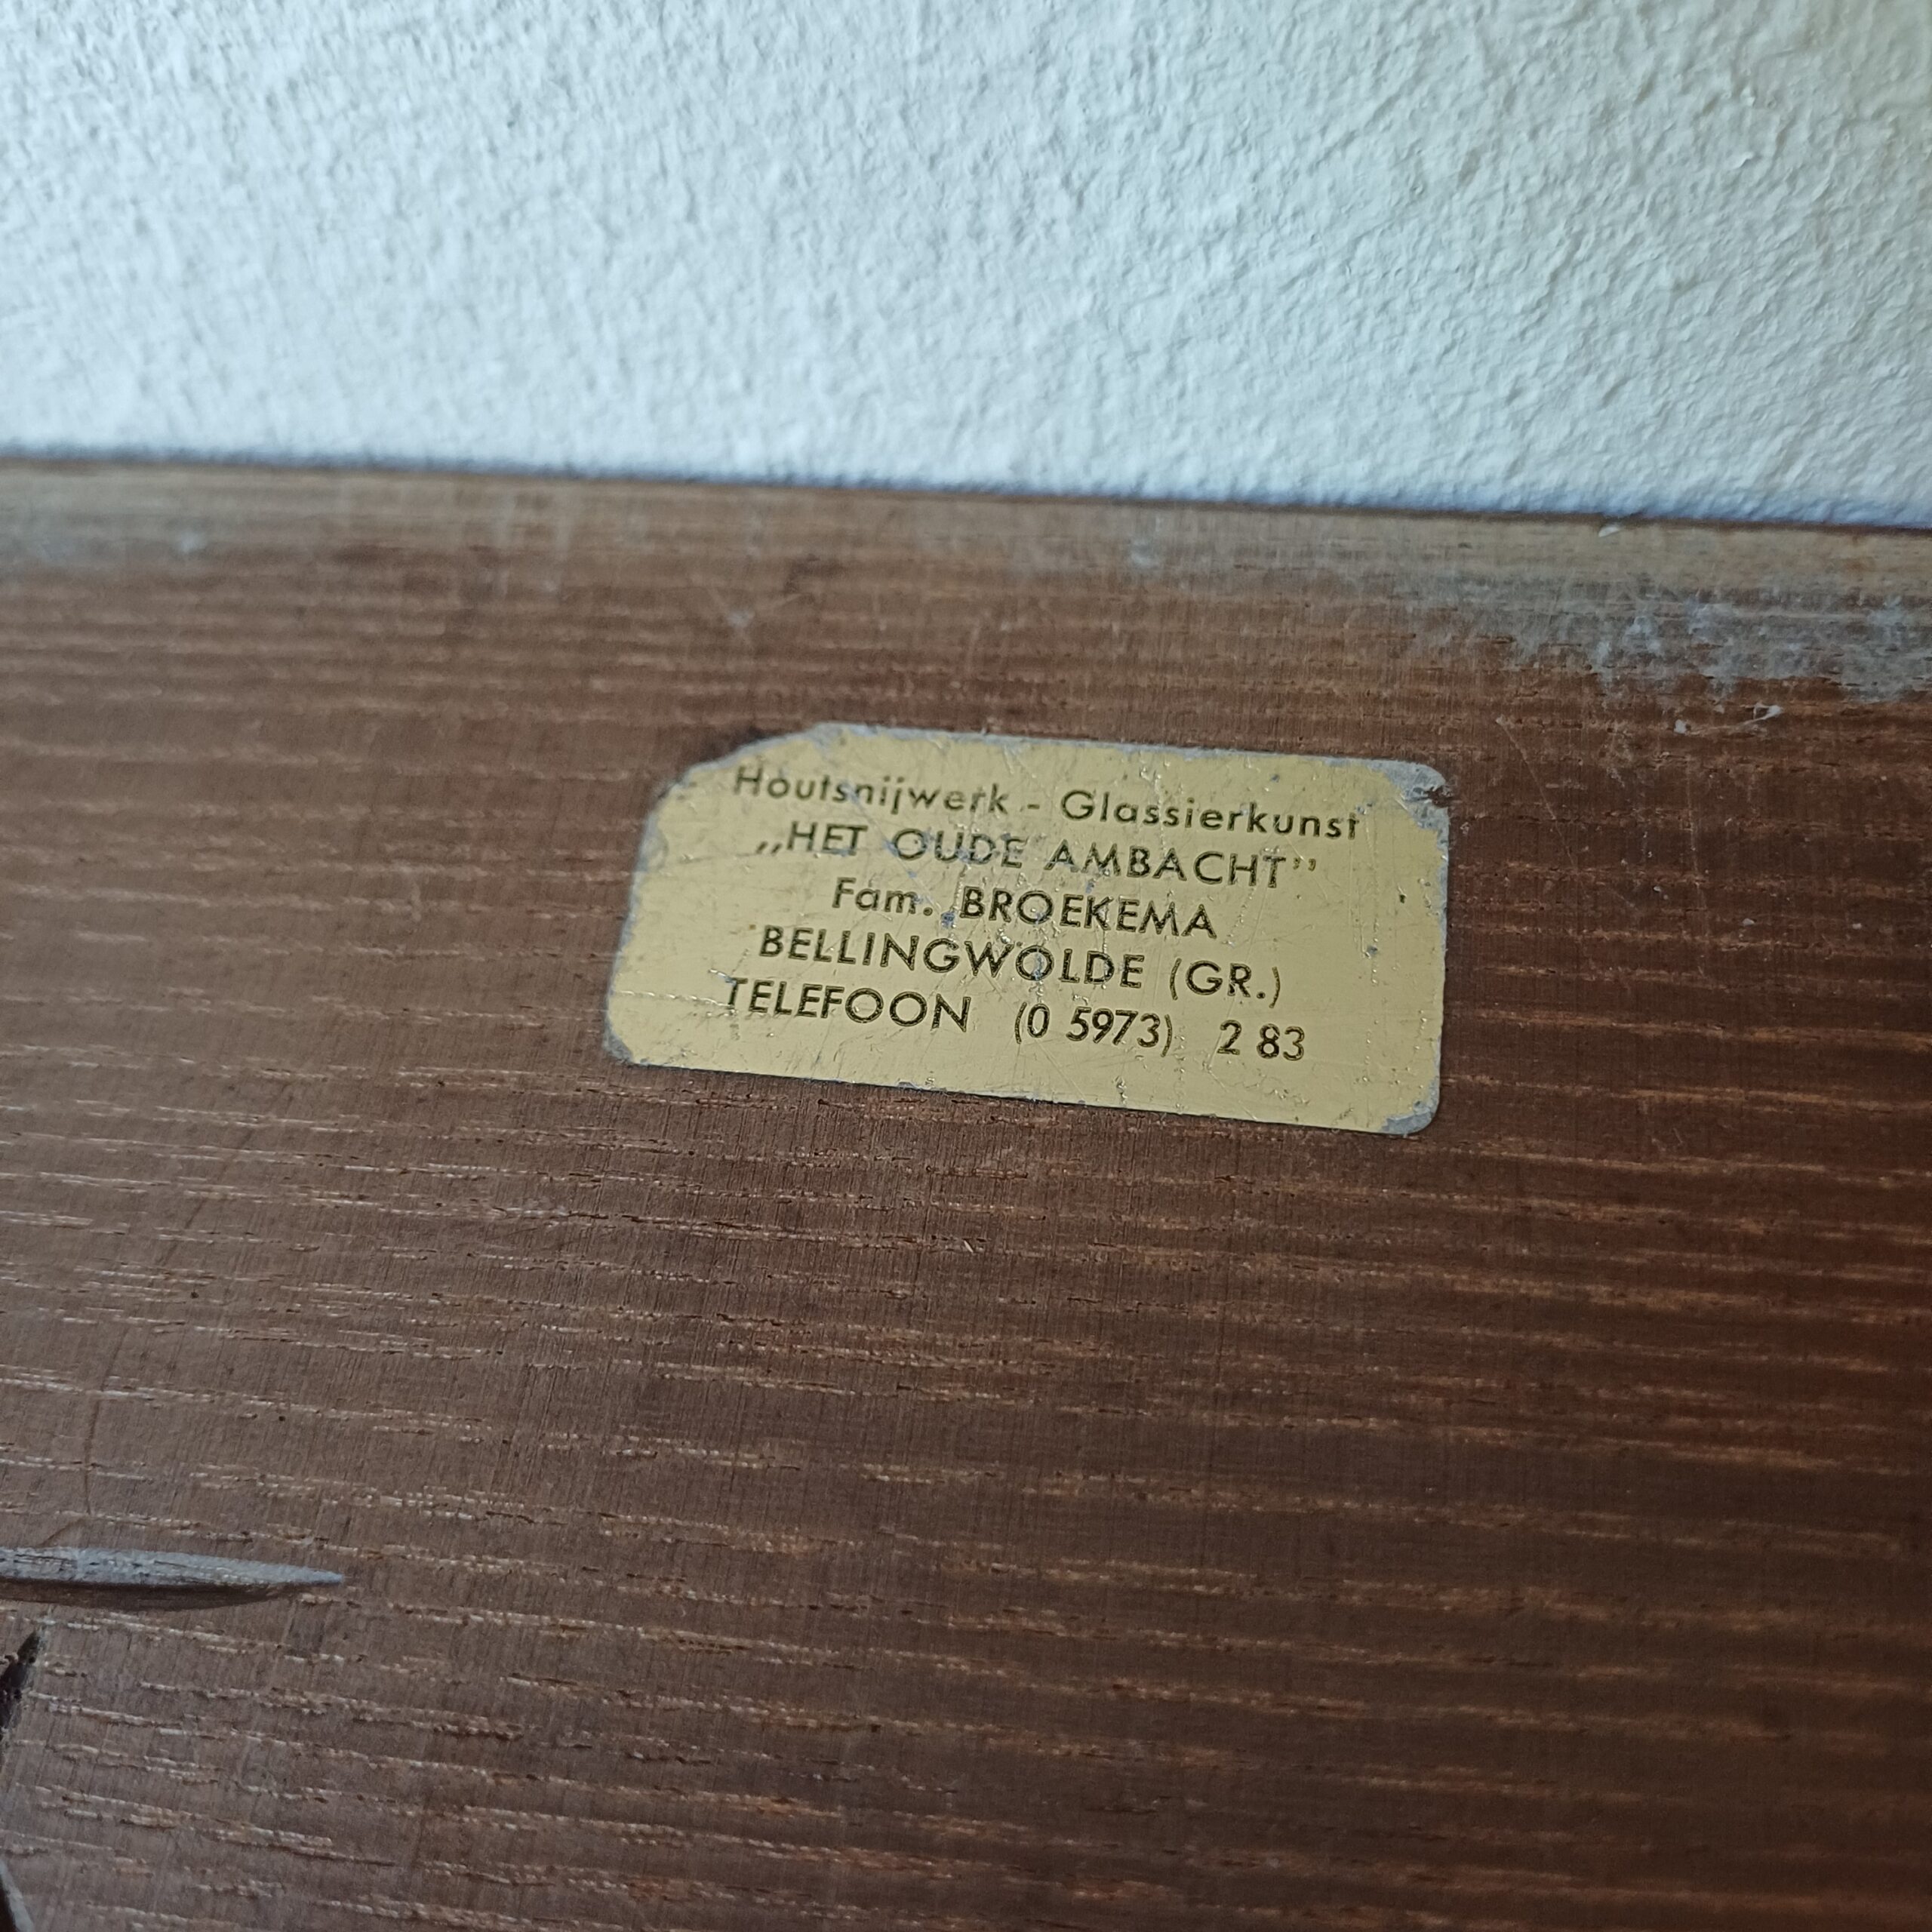 Houtsnijwerk - Glassierkunst
„HET OUDE AMBACHT”
Fam. BROEKEMA
BELLINGWOLDE (GR.)
TELEFOON (0 5973) 2 83